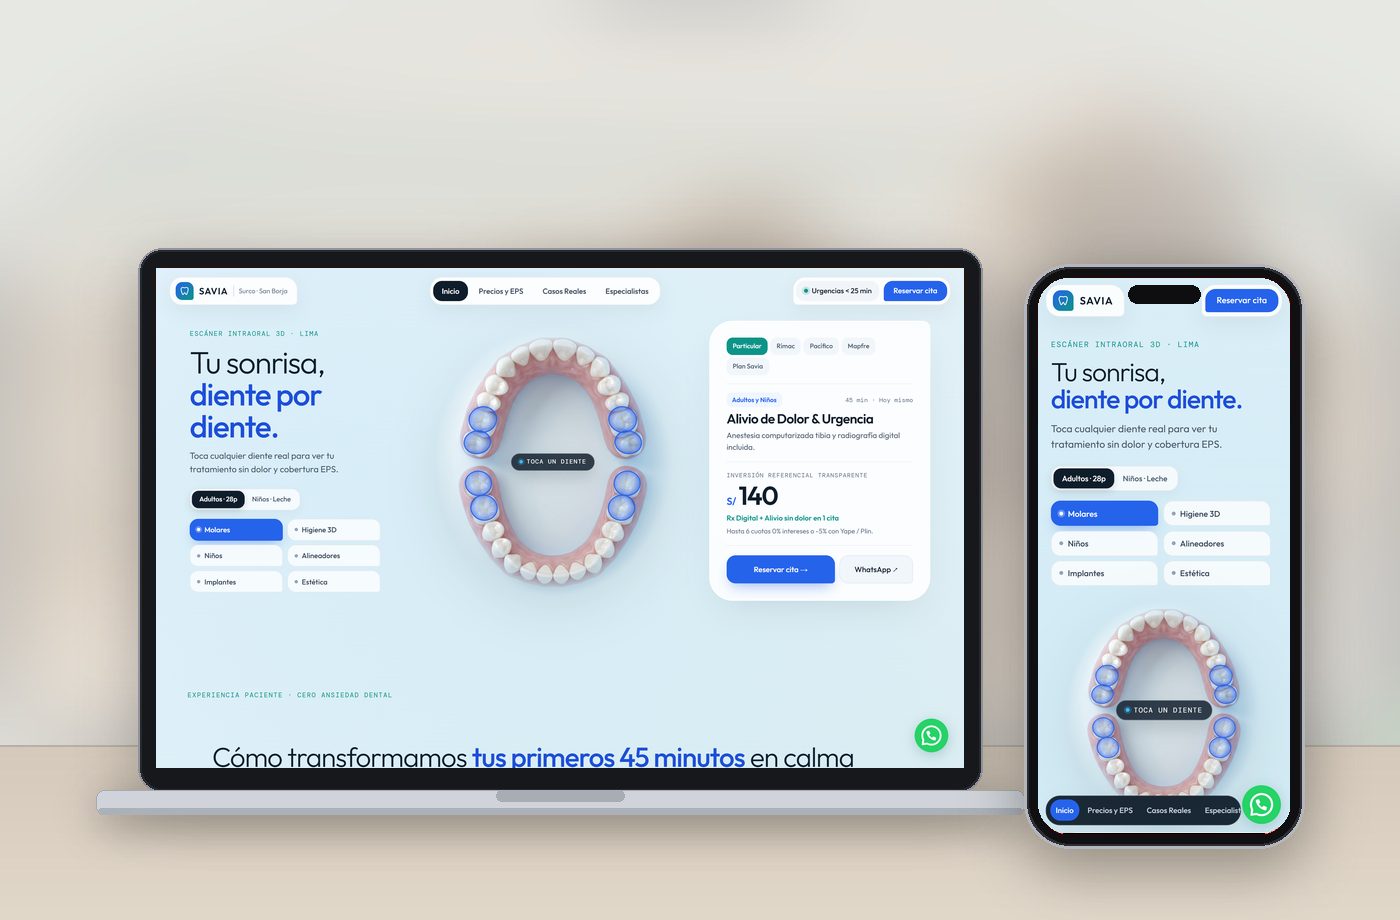 SAVIA
Surco · San Borja
Inicio
Precios y EPS
Casos Reales
Especialistas
Urgencias < 25 min
Reservar cita
ESCÁNER INTRAORAL 3D · LIMA
Tu sonrisa,
diente por
diente.
Toca cualquier diente real para ver tu
tratamiento sin dolor y cobertura EPS.
Adultos · 28p
Niños · Leche
Molares
Higiene 3D
Niños
Alineadores
Implantes
Estética
TOCA UN DIENTE
Particular
Rimac
Pacífico
Mapfre
Plan Savia
Adultos y Niños
45 min · Hoy mismo
Alivio de Dolor & Urgencia
Anestesia computarizada tibia y radiografía digital
incluida.
INVERSIÓN REFERENCIAL TRANSPARENTE
S/ 140
Rx Digital + Alivio sin dolor en 1 cita
Hasta 6 cuotas 0% intereses o -5% con Yape / Plin.
Reservar cita →
WhatsApp ↗
EXPERIENCIA PACIENTE · CERO ANSIEDAD DENTAL
Cómo transformamos tus primeros 45 minutos en calma
SAVIA
Reservar cita
ESCÁNER INTRAORAL 3D · LIMA
Tu sonrisa,
diente por diente.
Toca cualquier diente real para ver tu
tratamiento sin dolor y cobertura EPS.
Adultos · 28p
Niños · Leche
Molares
Higiene 3D
Niños
Alineadores
Implantes
Estética
TOCA UN DIENTE
Inicio
Precios y EPS
Casos Reales
Especialist